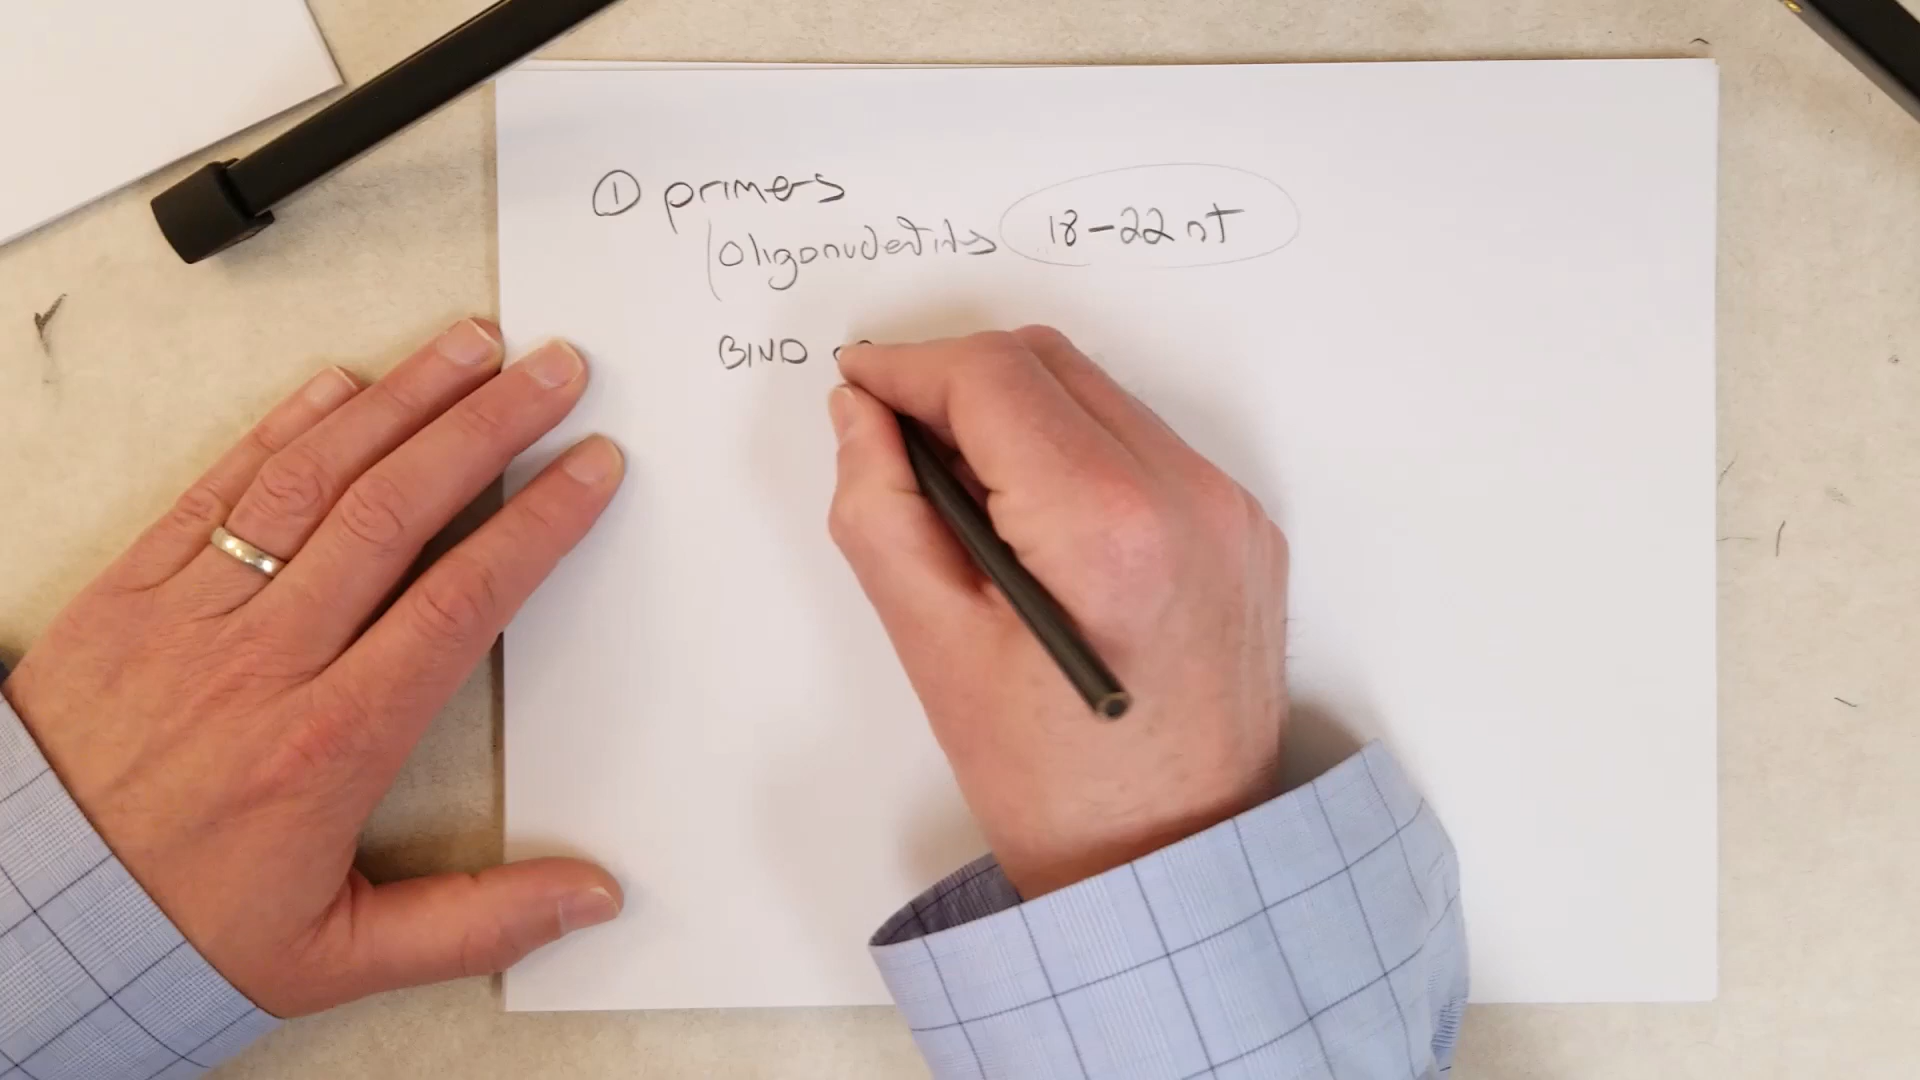 ① primers
oligonucleotides 18-22 nt
BIND